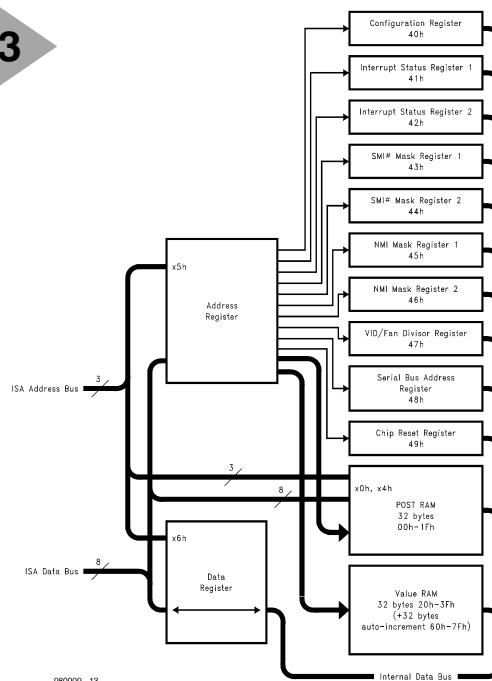 3
Configuration Register
40h
Interrupt Status Register 1
41h
Interrupt Status Register 2
42h
SMI# Mask Register 1
43h
SMI# Mask Register 2
44h
NMI Mask Register 1
45h
NMI Mask Register 2
46h
VID/Fan Divisor Register
47h
Serial Bus Address
Register
48h
Chip Reset Register
49h
x5h
Address
Register
ISA Address Bus
3
3
8
x0h, x4h
POST RAM
32 bytes
00h-1Fh
x6h
Data
Register
ISA Data Bus
8
Value RAM
32 bytes 20h-3Fh
(+32 bytes
auto-increment 60h-7Fh)
Internal Data Bus